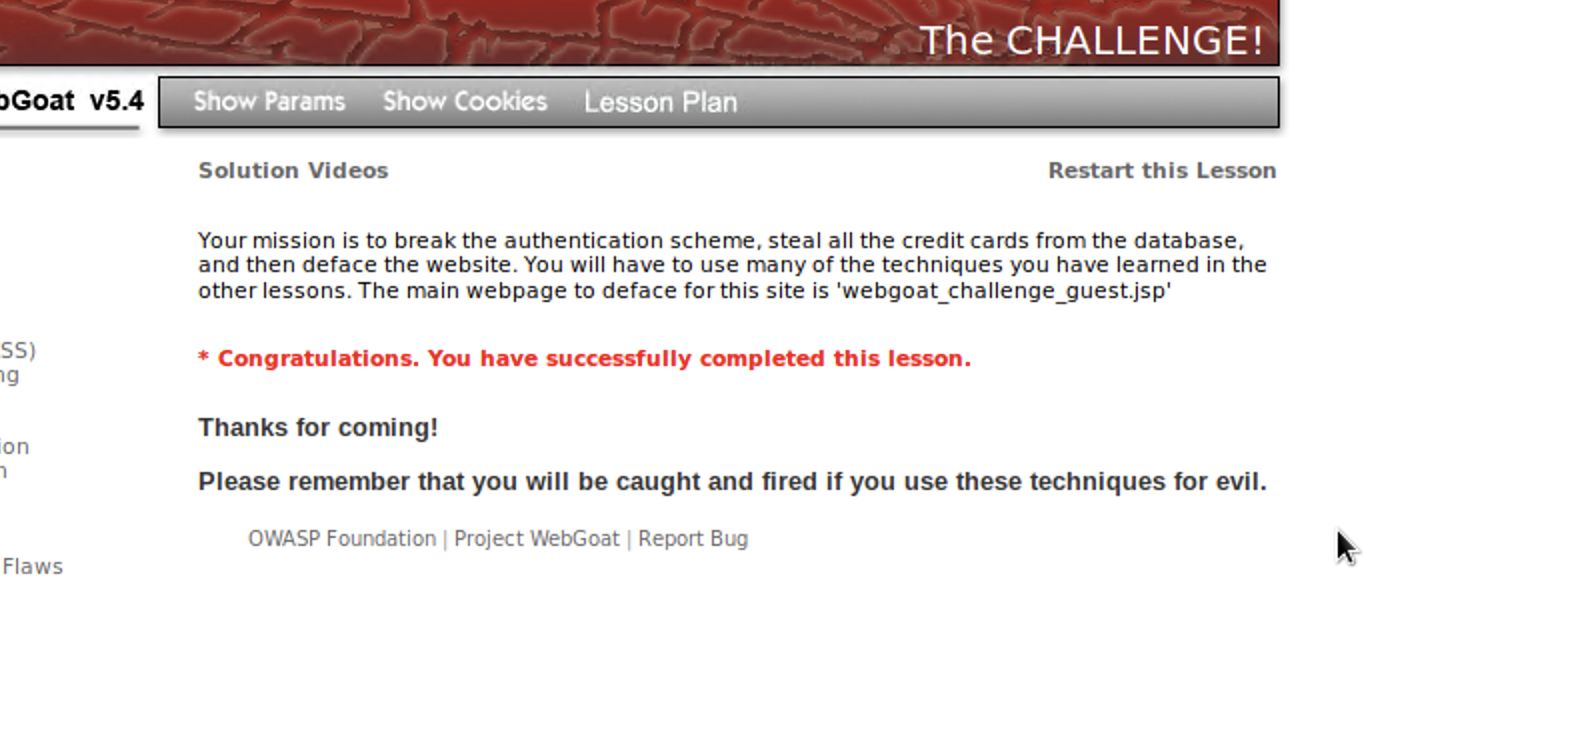 The CHALLENGE!
bGoat v5.4
Show Params Show Cookies Lesson Plan
Solution Videos Restart this Lesson
Your mission is to break the authentication scheme, steal all the credit cards from the database,
and then deface the website. You will have to use many of the techniques you have learned in the
other lessons. The main webpage to deface for this site is 'webgoat_challenge_guest.jsp'
SS)
* Congratulations. You have successfully completed this lesson.
ng
Thanks for coming!
ion
n
Please remember that you will be caught and fired if you use these techniques for evil.
OWASP Foundation | Project WebGoat | Report Bug
Flaws